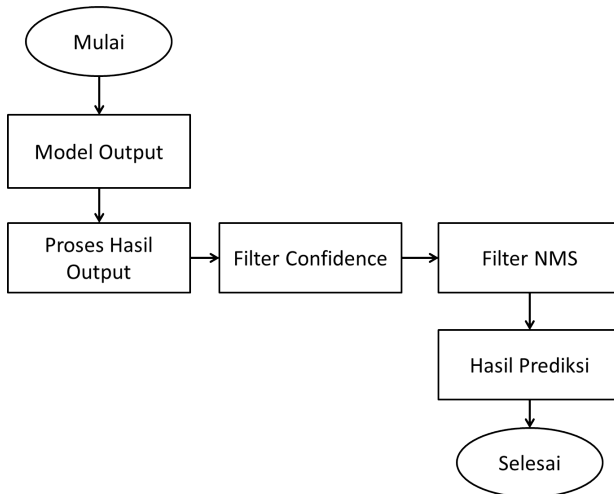 Mulai
Model Output
Proses Hasil
Output
Filter Confidence
Filter NMS
Hasil Prediksi
Selesai